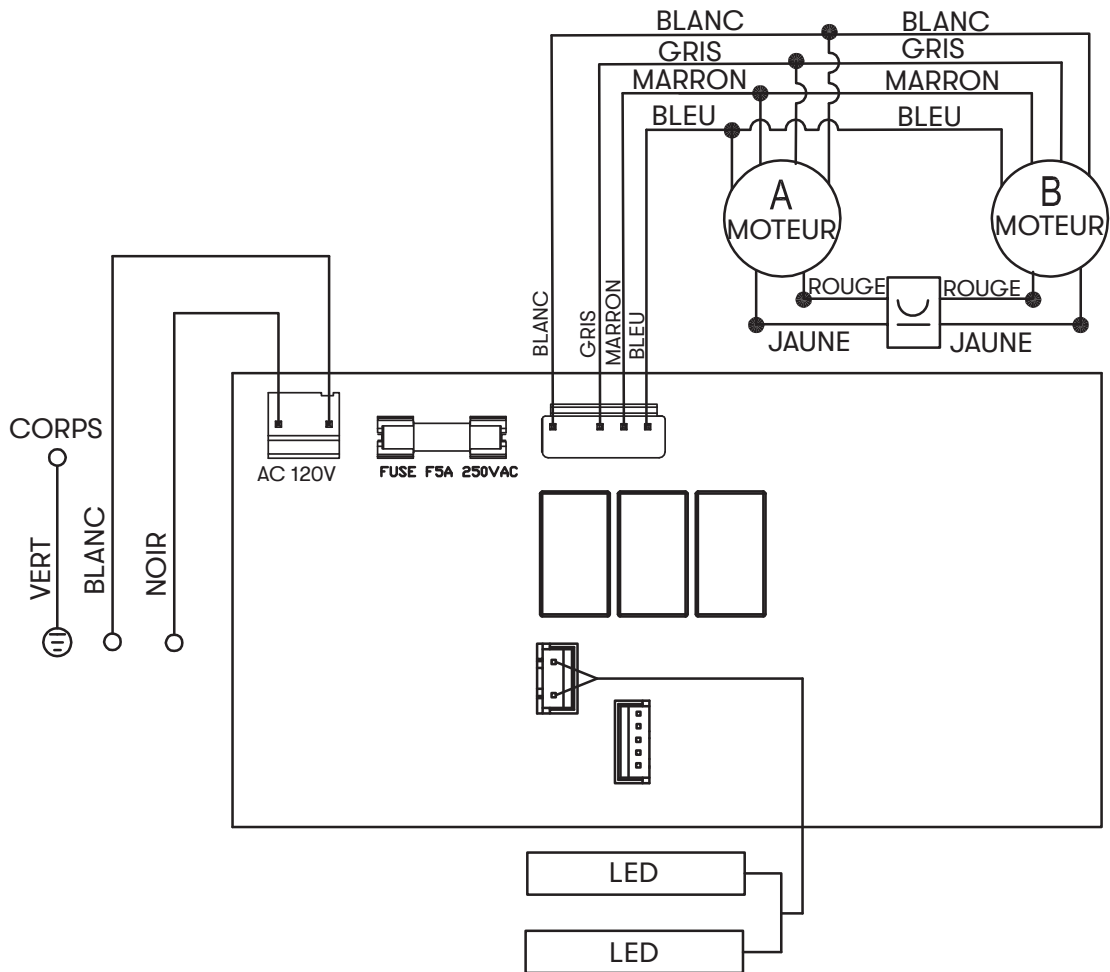 BLANC
BLANC
GRIS
GRIS
MARRON
MARRON
BLEU
BLEU
A
MOTEUR
B
MOTEUR
ROUGE
ROUGE
JAUNE
JAUNE
BLANC
GRIS
MARRON
BLEU
CORPS
AC 120V
FUSE F5A 250VAC
VERT
BLANC
NOIR
LED
LED